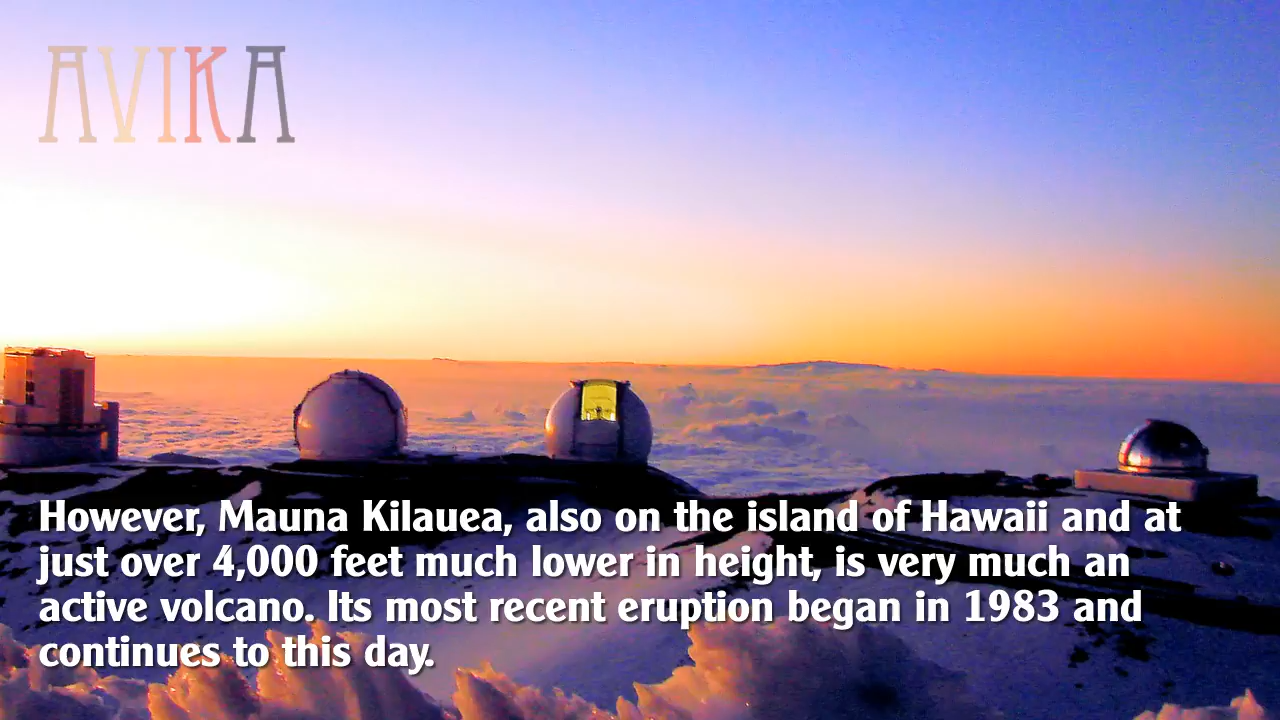 AVIKA
However, Mauna Kilauea, also on the island of Hawaii and at
just over 4,000 feet much lower in height, is very much an
active volcano. Its most recent eruption began in 1983 and
continues to this day.